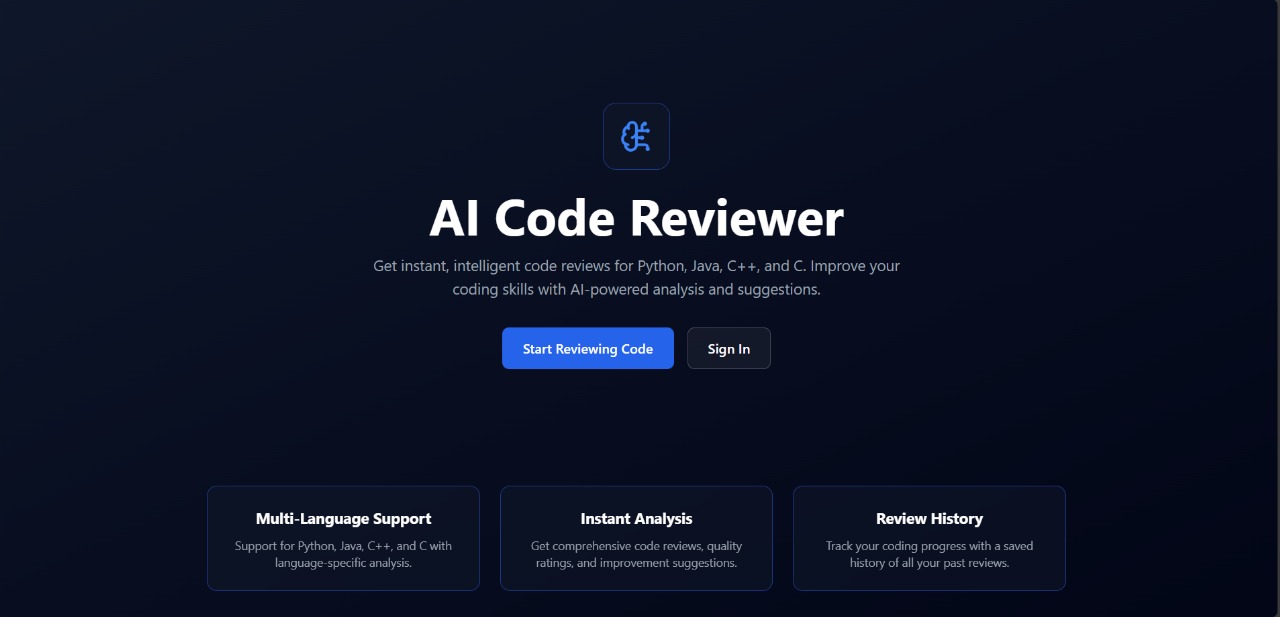 AI Code Reviewer
Get instant, intelligent code reviews for Python, Java, C++, and C. Improve your
coding skills with AI-powered analysis and suggestions.
Start Reviewing Code
Sign In
Multi-Language Support
Support for Python, Java, C++, and C with
language-specific analysis.
Instant Analysis
Get comprehensive code reviews, quality
ratings, and improvement suggestions.
Review History
Track your coding progress with a saved
history of all your past reviews.